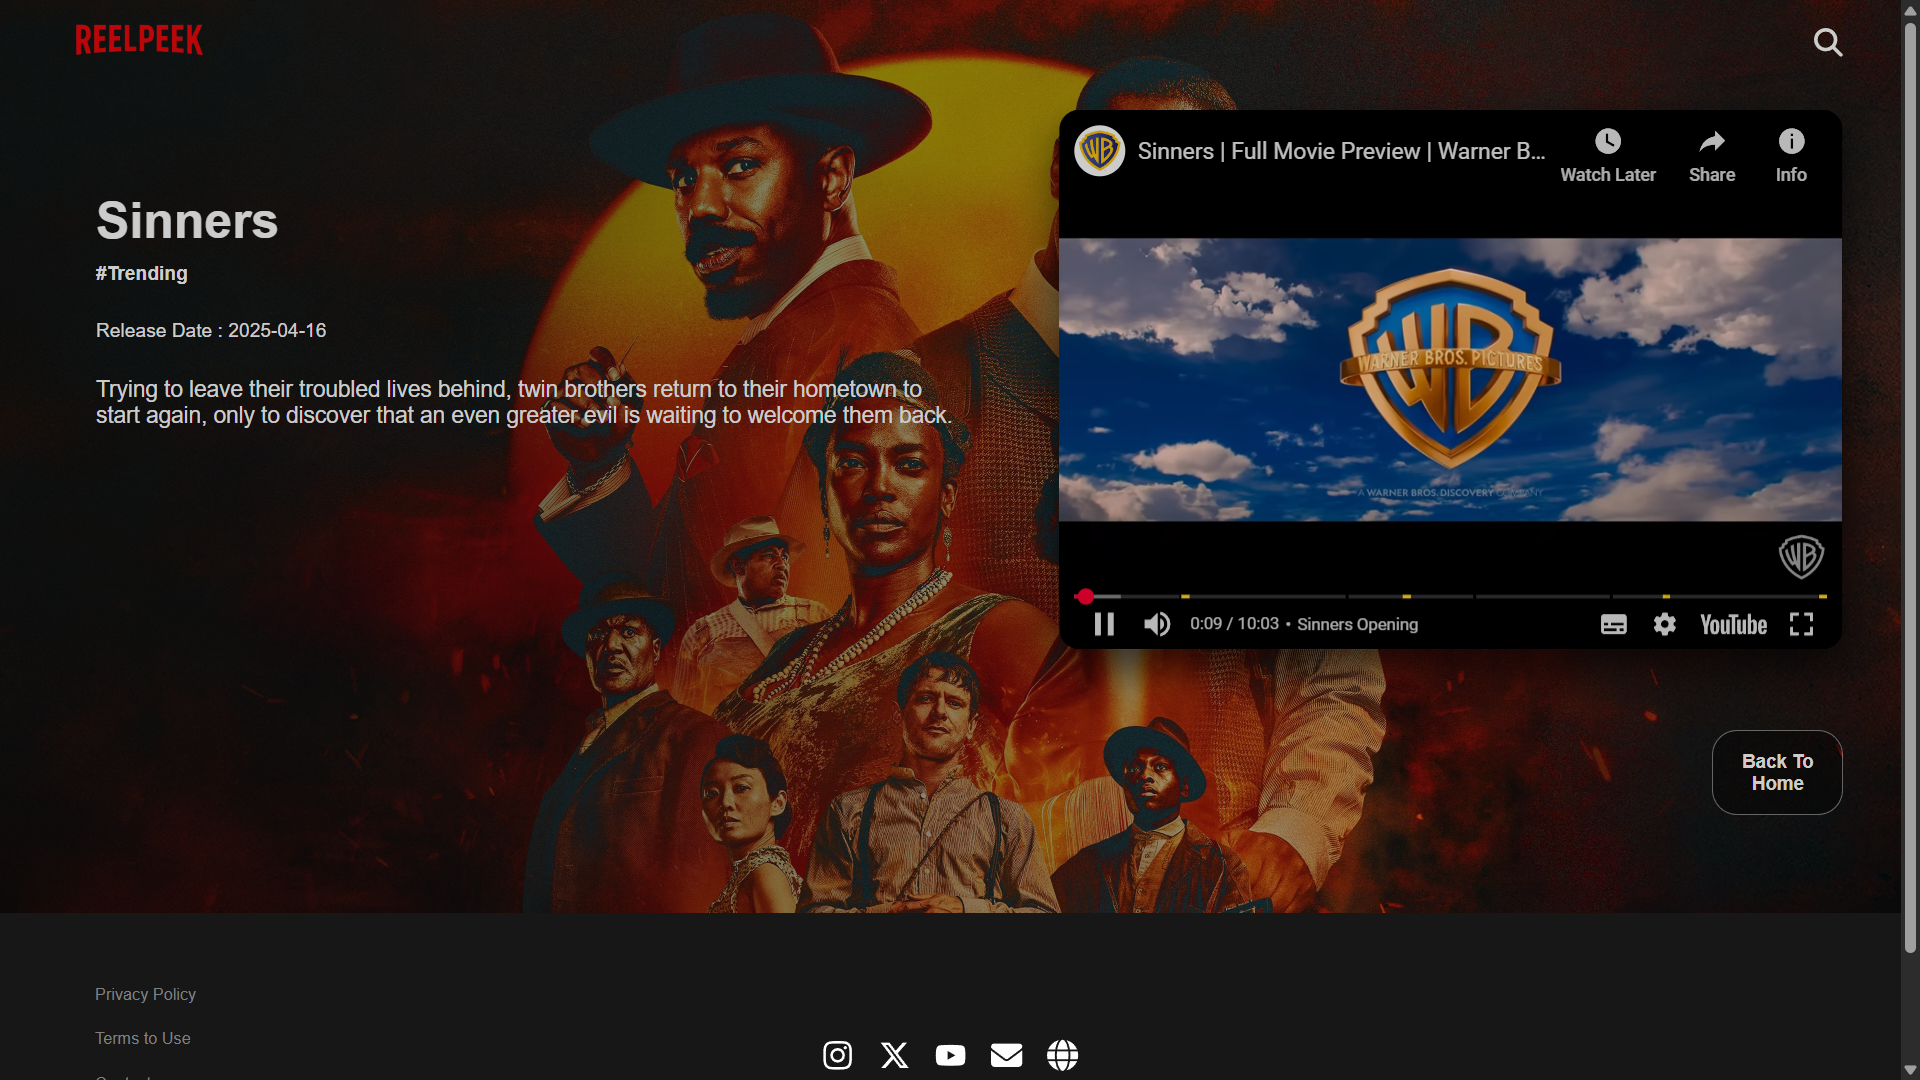 REELPEEK
Sinners
#Trending
Release Date : 2025-04-16
Trying to leave their troubled lives behind, twin brothers return to their hometown to
start again, only to discover that an even greater evil is waiting to welcome them back.
WB
Sinners | Full Movie Preview | Warner B...
Watch Later
Share
Info
WB
WARNER BROS. PICTURES
A WARNER BROS. DISCOVERY COMPANY
WB
0:09 / 10:03 • Sinners Opening
YouTube
Back To
Home
Privacy Policy
Terms to Use